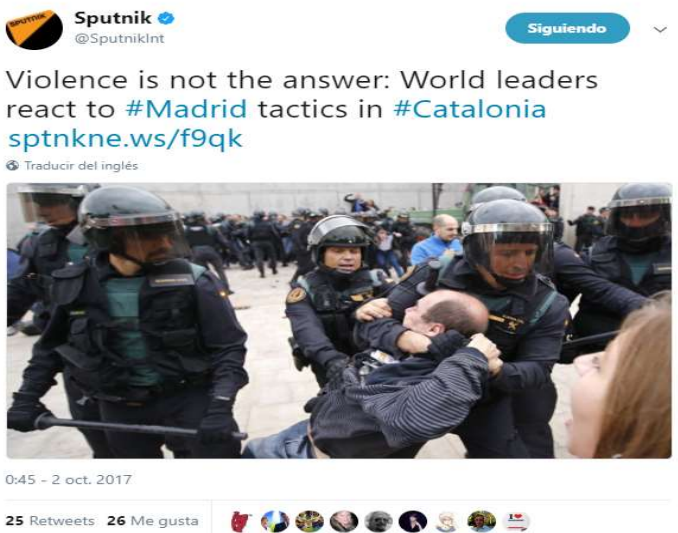 SPUTNIK
Sputnik
@SputnikInt
Siguiendo
Violence is not the answer: World leaders
react to #Madrid tactics in #Catalonia
sptnkne.ws/f9qk
Traducir del inglés
0:45 - 2 oct. 2017
25 Retweets 26 Me gusta